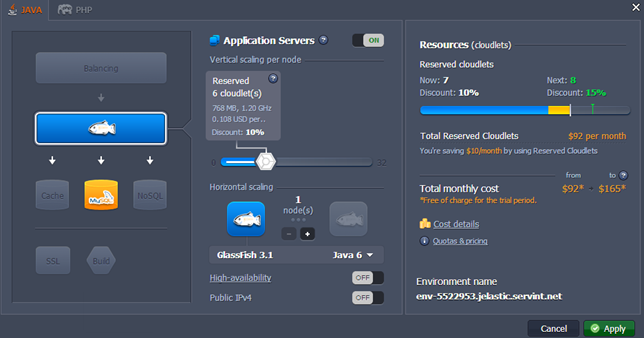 JAVA
PHP
Balancing
Cache
MySQL
NoSQL
SSL
Build
Application Servers ?
ON
Vertical scaling per node
Reserved ?
6 cloudlet(s)
768 MB, 1.20 GHz
0.108 USD per..
Discount: 10%
0
32
Horizontal scaling
1
node(s)
- +
GlassFish 3.1
Java 6
High-availability
OFF
Public IPv4
OFF
Resources (cloudlets)
Reserved cloudlets
Now: 7 Next: 8
Discount: 10% Discount: 15%
Total Reserved Cloudlets $92 per month
You're saving $10/month by using Reserved Cloudlets
from to ?
Total monthly cost $92* - $165*
*Free of charge for the trial period.
Cost details
Quotas & pricing
Environment name
env-5522953.jelastic.servint.net
Cancel
Apply